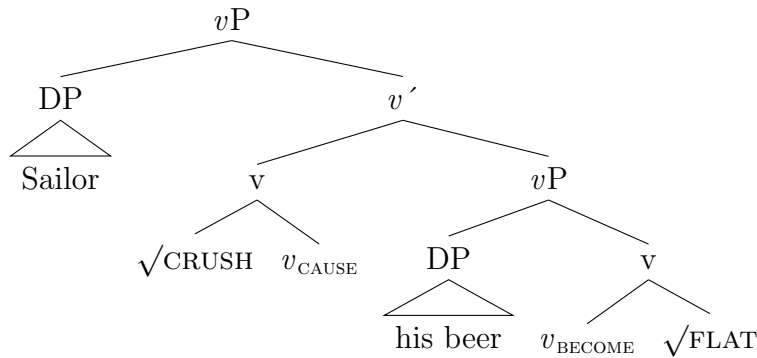 vP
DP v´
Sailor v vP
√CRUSH vCAUSE DP v
his beer vBECOME √FLAT